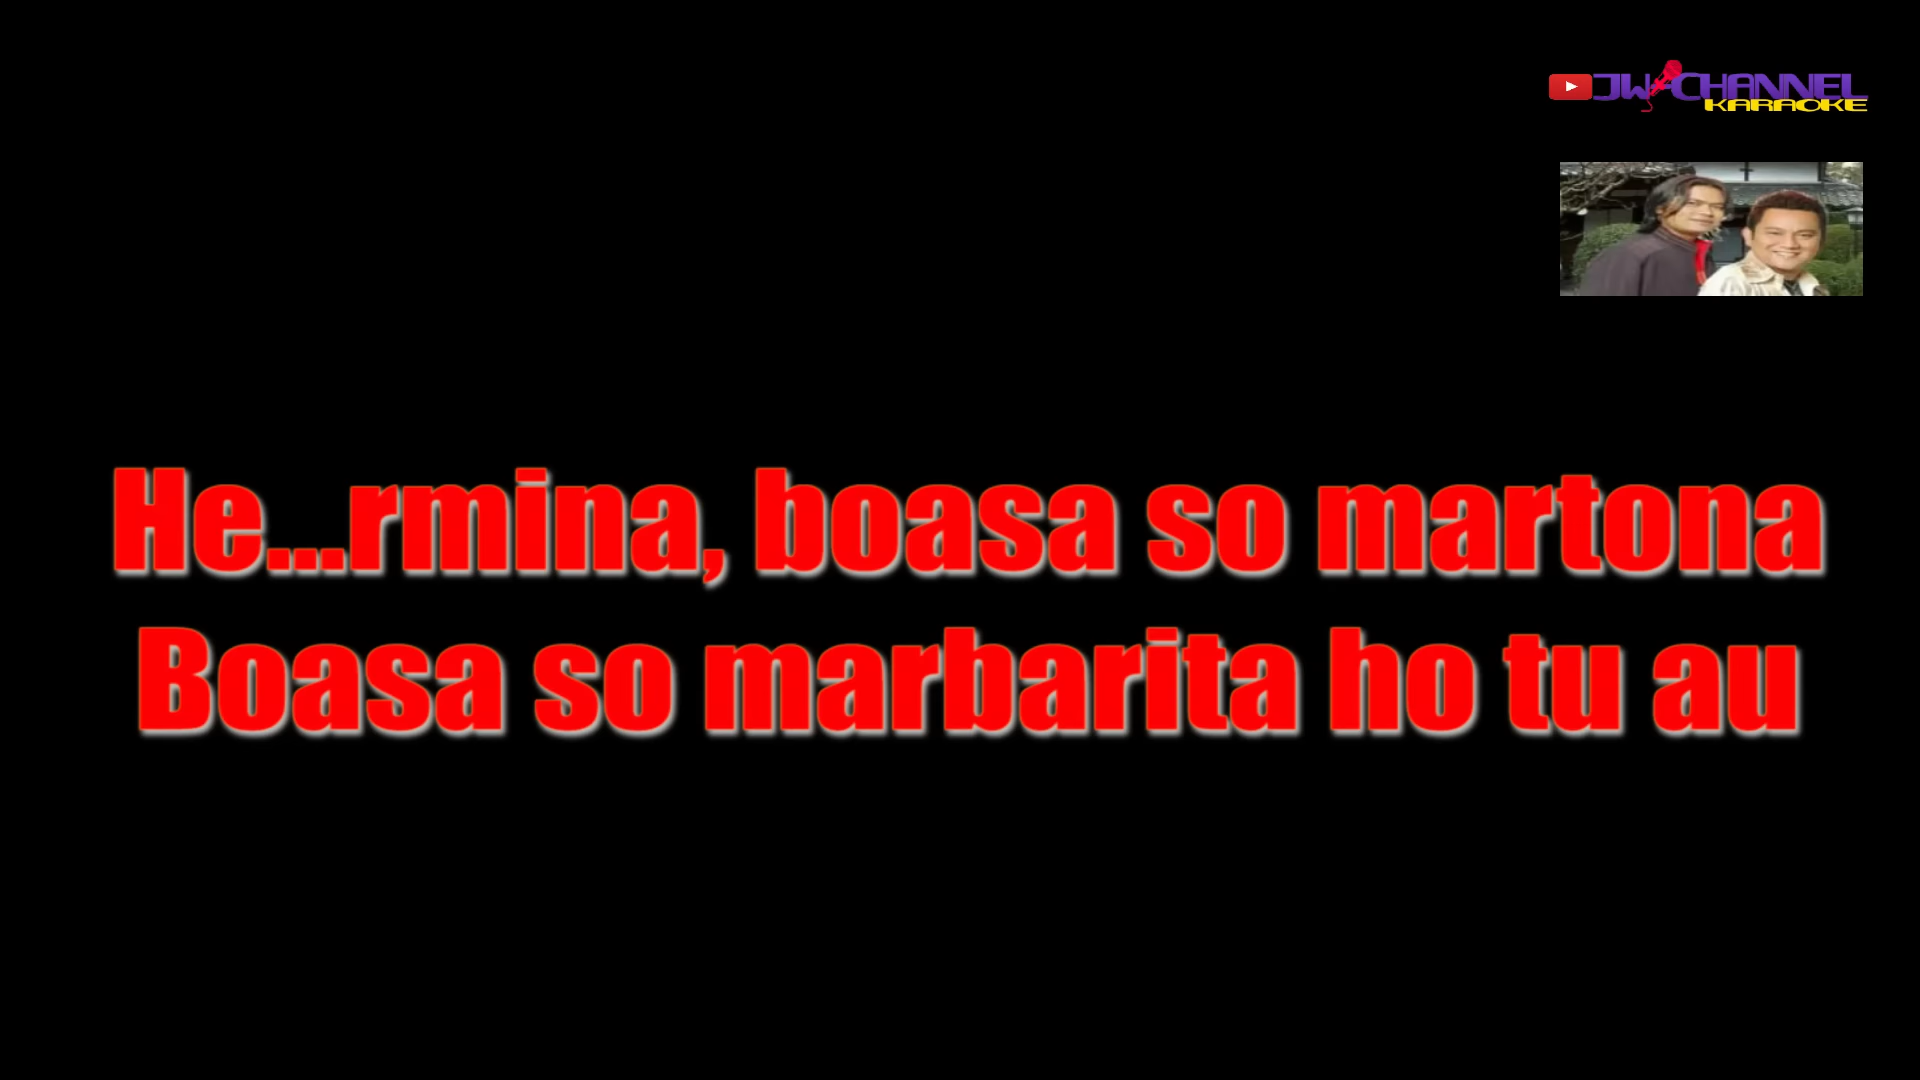 JW CHANNEL
KARAOKE
He...rmina, boasa so martona
Boasa so marbarita ho tu au